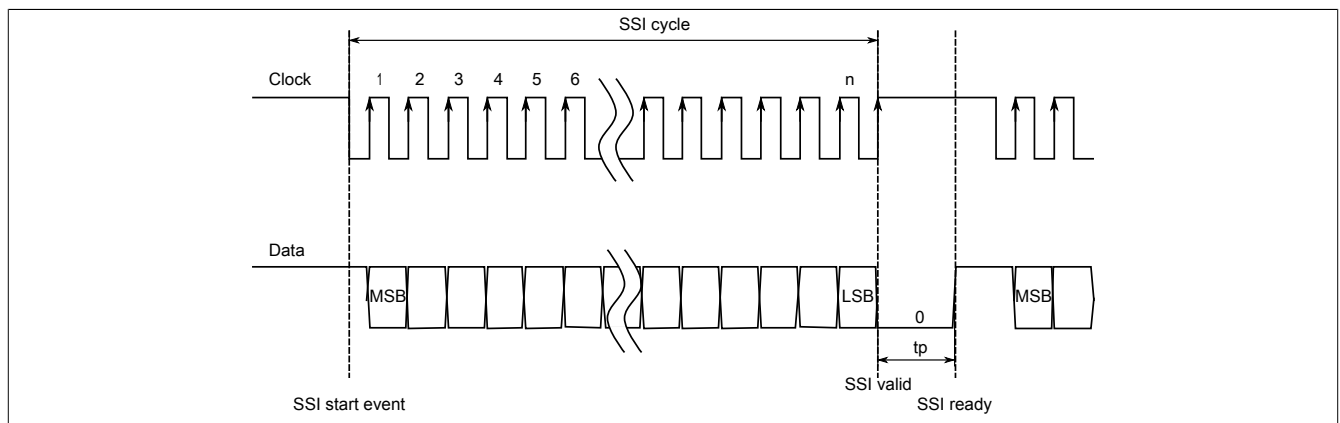 SSI cycle
Clock
1 2 3 4 5 6 n
Data
MSB LSB MSB
0
tp
SSI valid
SSI start event SSI ready